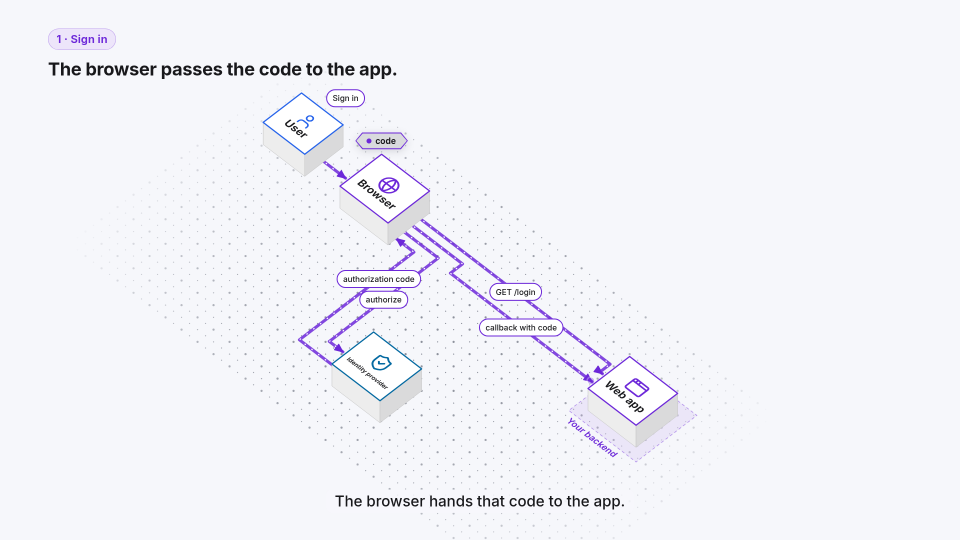 1 · Sign in
The browser passes the code to the app.
Sign in
User
code
Browser
authorization code
authorize
GET /login
callback with code
Identity provider
Web app
Your backend
The browser hands that code to the app.